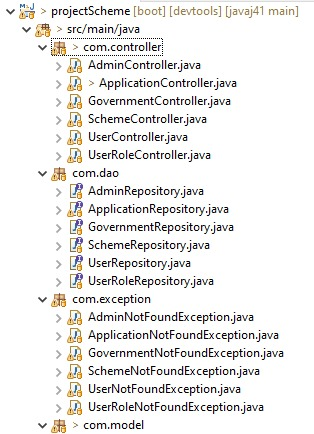 projectScheme [boot] [devtools] [javaj41 main]
> src/main/java
> com.controller
AdminController.java
> ApplicationController.java
GovernmentController.java
SchemeController.java
UserController.java
UserRoleController.java
com.dao
AdminRepository.java
ApplicationRepository.java
GovernmentRepository.java
SchemeRepository.java
UserRepository.java
UserRoleRepository.java
com.exception
AdminNotFoundException.java
ApplicationNotFoundException.java
GovernmentNotFoundException.java
SchemeNotFoundException.java
UserNotFoundException.java
UserRoleNotFoundException.java
> com.model